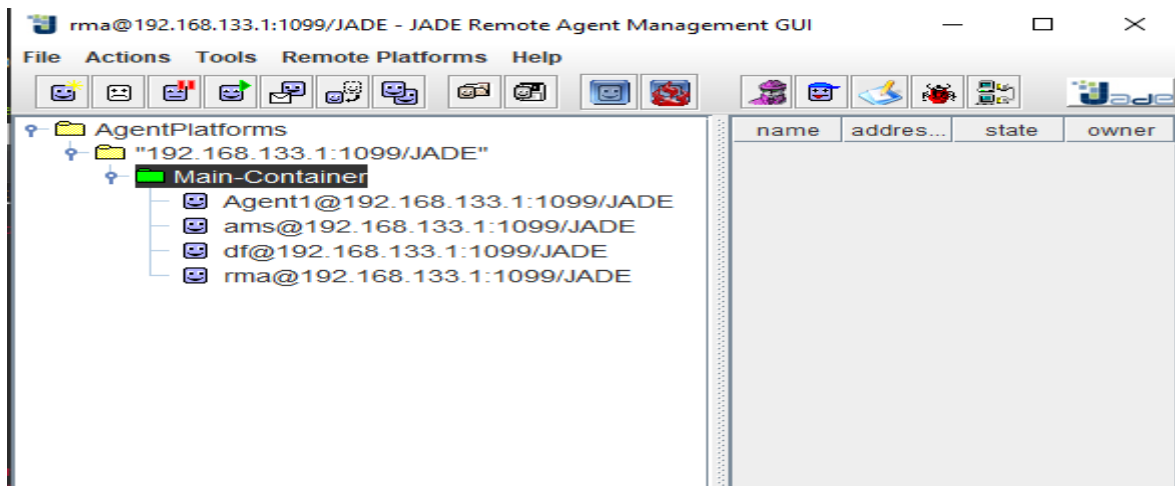 rma@192.168.133.1:1099/JADE - JADE Remote Agent Management GUI
File Actions Tools Remote Platforms Help
Jade
AgentPlatforms
"192.168.133.1:1099/JADE"
Main-Container
Agent1@192.168.133.1:1099/JADE
ams@192.168.133.1:1099/JADE
df@192.168.133.1:1099/JADE
rma@192.168.133.1:1099/JADE
name addres... state owner